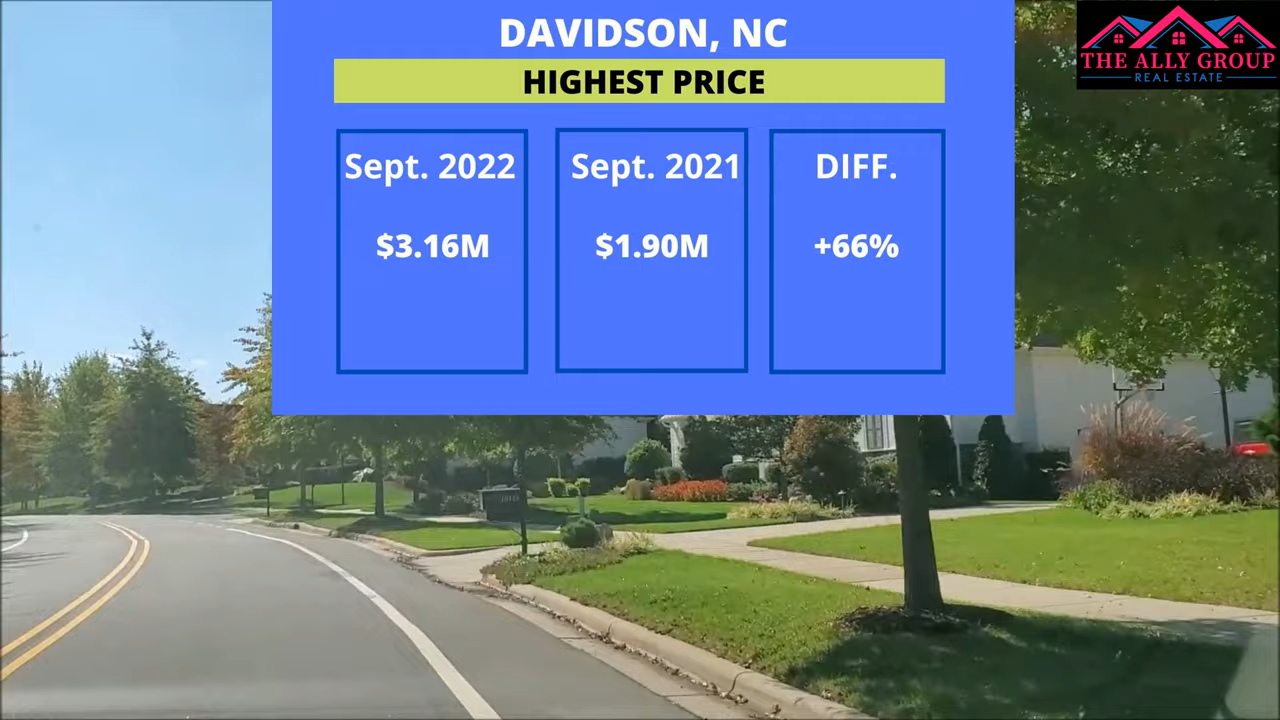 DAVIDSON, NC
HIGHEST PRICE
Sept. 2022
$3.16M
Sept. 2021
$1.90M
DIFF.
+66%
THE ALLY GROUP
REAL ESTATE